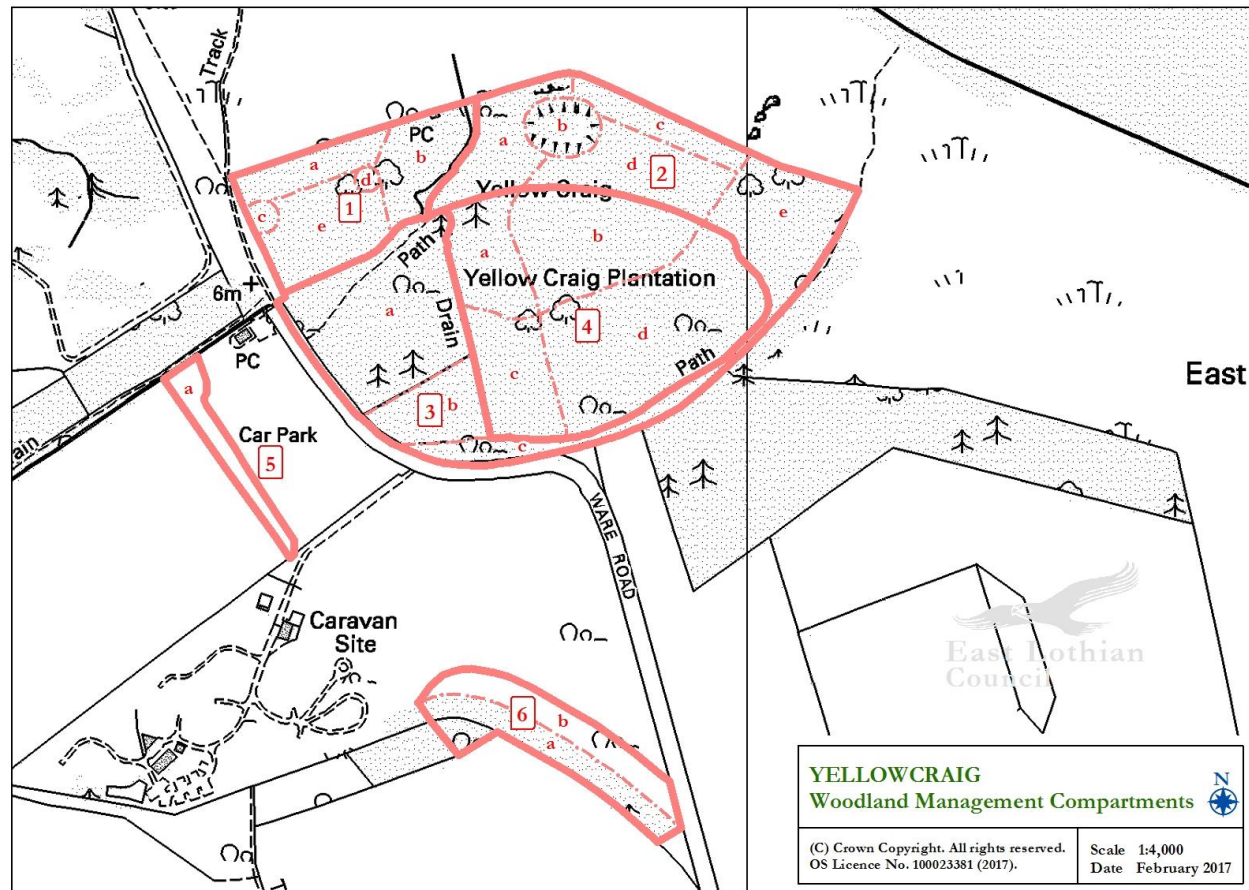 Track
PC
a
b
c
d
e
1
a
b
c
d
e
2
Yellow Craig
6m
Path
a
b
Yellow Craig Plantation
Drain
a
4
d
c
Path
PC
b
3
c
a
Car Park
5
ain
East
WARE ROAD
Caravan
Site
6
b
a
East Lothian
Council
YELLOWCRAIG
Woodland Management Compartments
N
(C) Crown Copyright. All rights reserved.
OS Licence No. 100023381 (2017).
Scale 1:4,000
Date February 2017